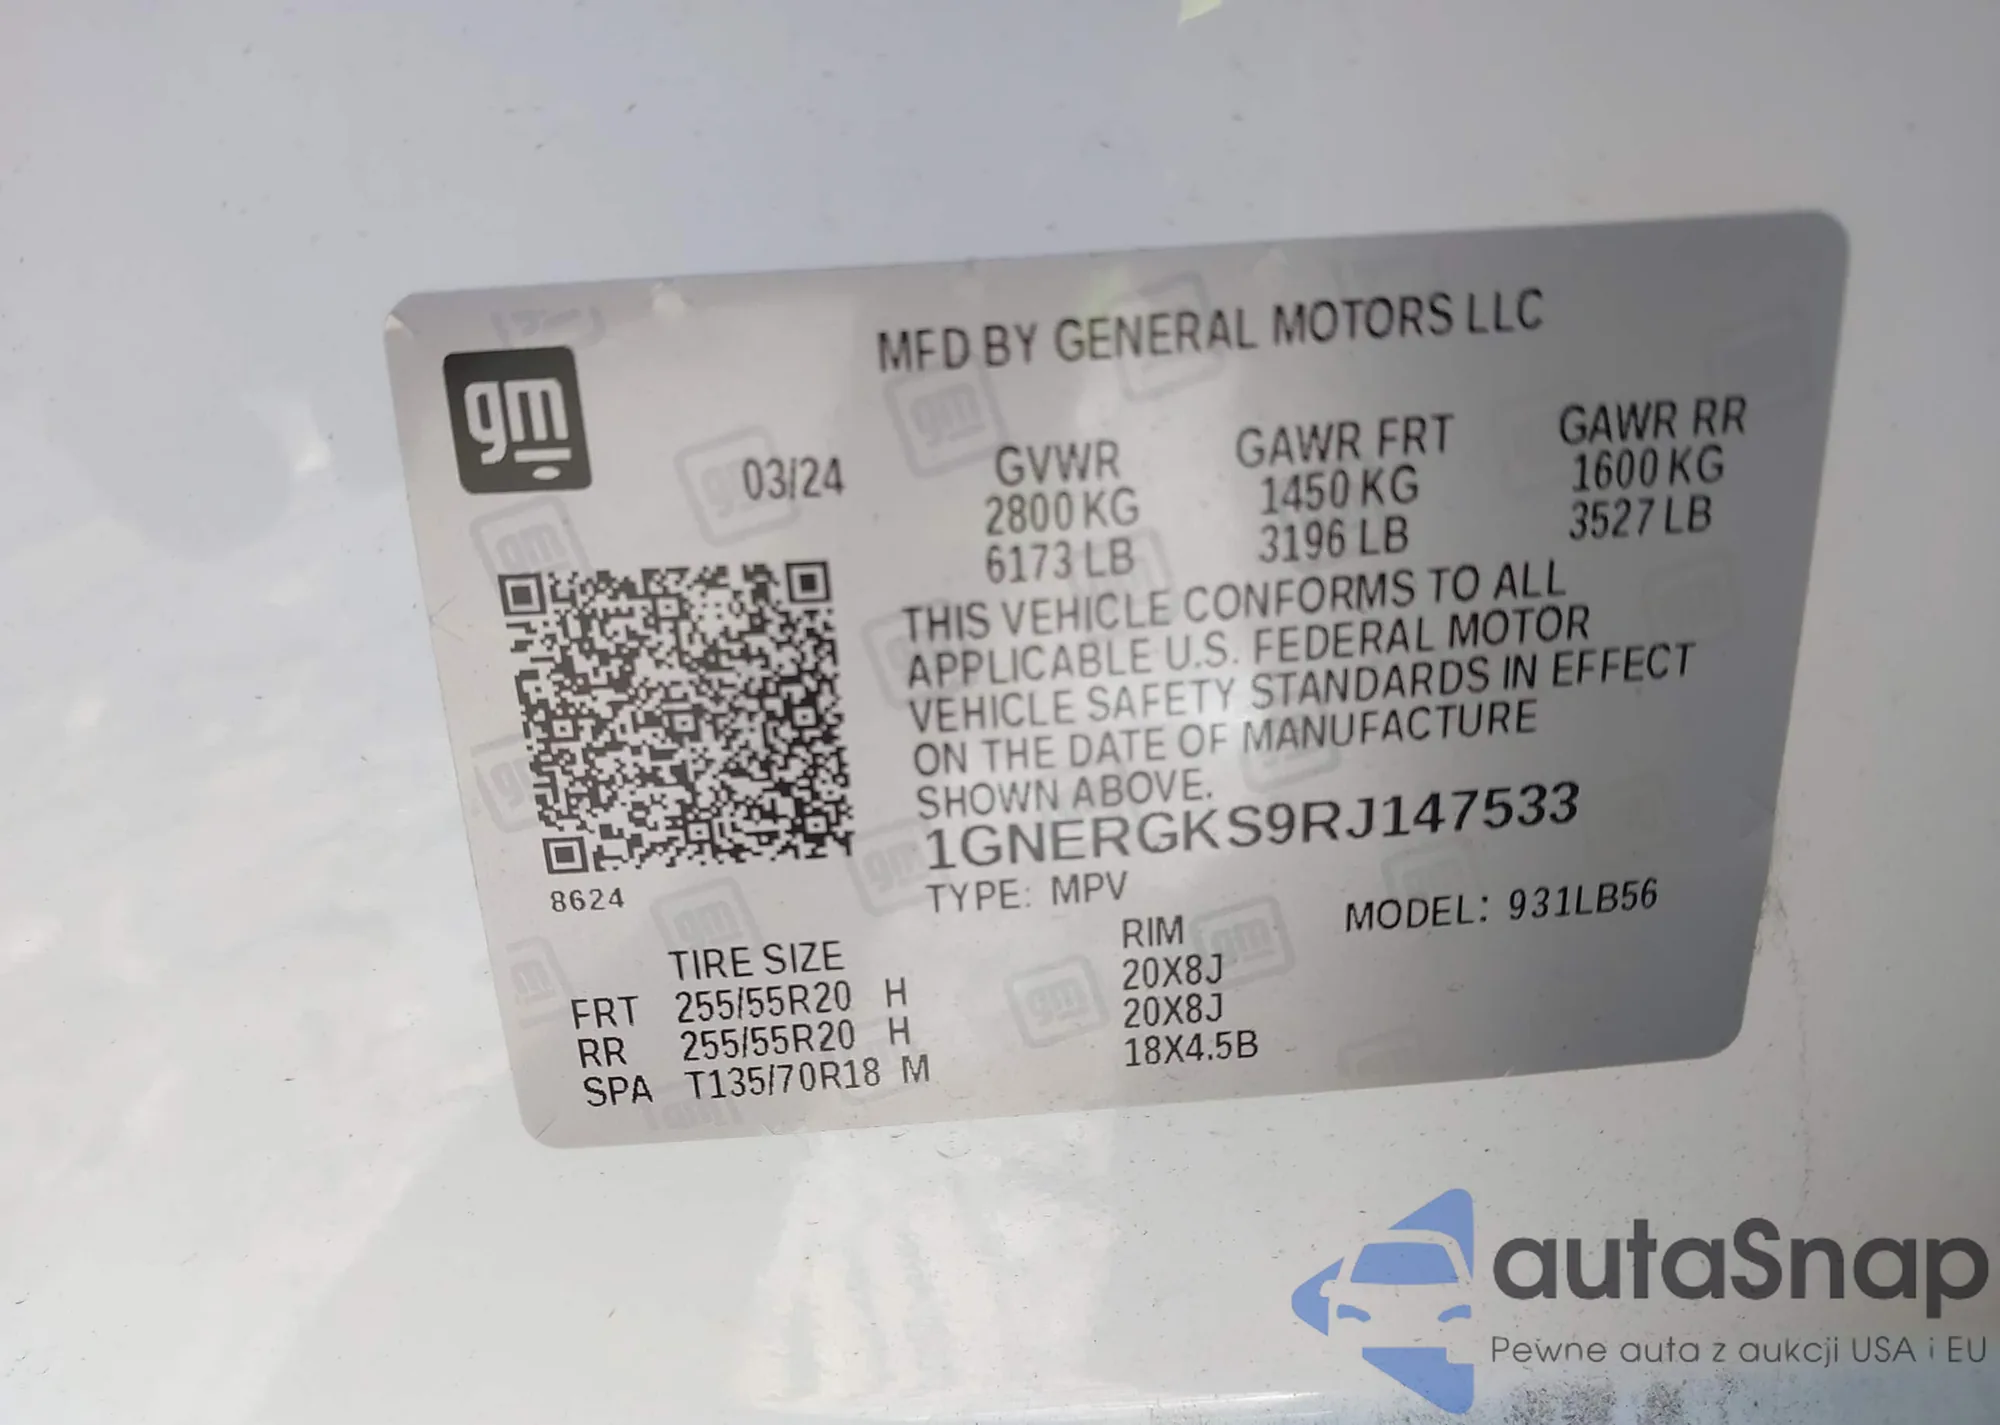 gm
MFD BY GENERAL MOTORS LLC
03/24
GVWR GAWR FRT GAWR RR
2800 KG 1450 KG 1600 KG
6173 LB 3196 LB 3527 LB
THIS VEHICLE CONFORMS TO ALL
APPLICABLE U.S. FEDERAL MOTOR
VEHICLE SAFETY STANDARDS IN EFFECT
ON THE DATE OF MANUFACTURE
SHOWN ABOVE.
1GNERGKS9RJ147533
8624
TYPE: MPV MODEL: 931LB56
TIRE SIZE RIM
FRT 255/55R20 H 20X8J
RR 255/55R20 H 20X8J
SPA T135/70R18 M 18X4.5B
autaSnap
Pewne auta z aukcji USA i EU